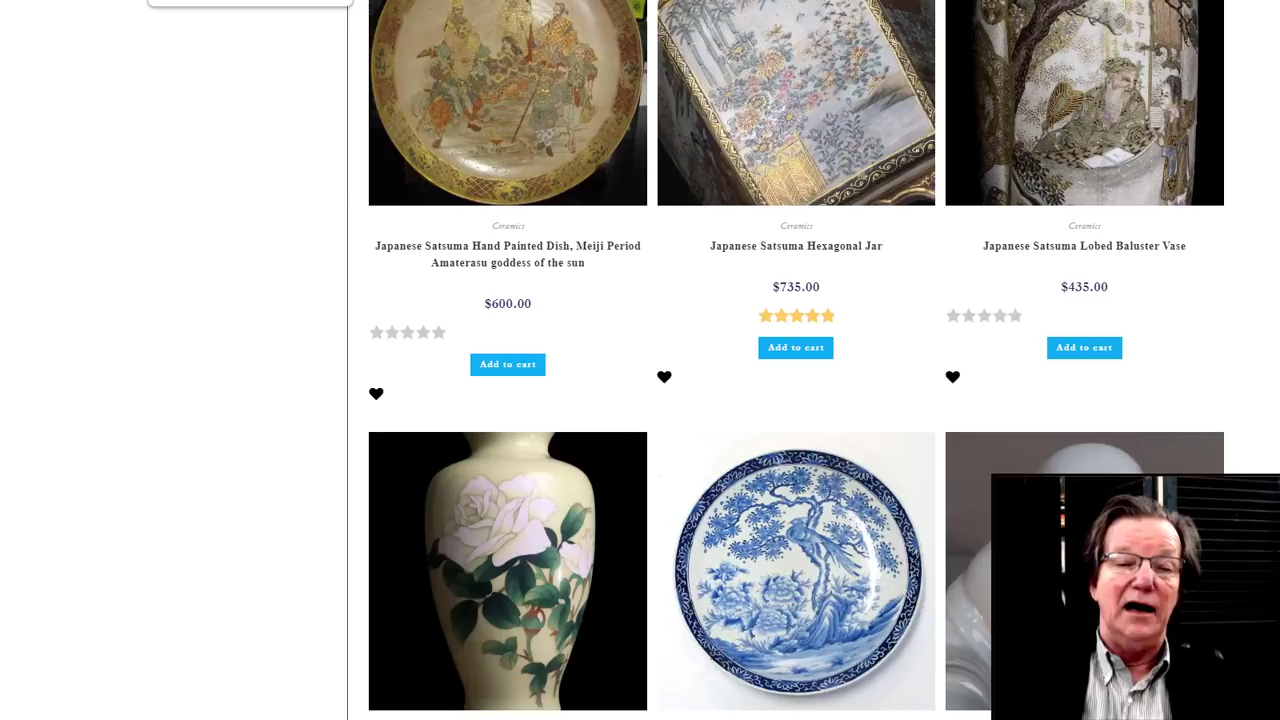 Ceramics
Japanese Satsuma Hand Painted Dish, Meiji Period
Amaterasu goddess of the sun
$600.00
Add to cart
Ceramics
Japanese Satsuma Hexagonal Jar
$735.00
Add to cart
Ceramics
Japanese Satsuma Lobed Baluster Vase
$435.00
Add to cart